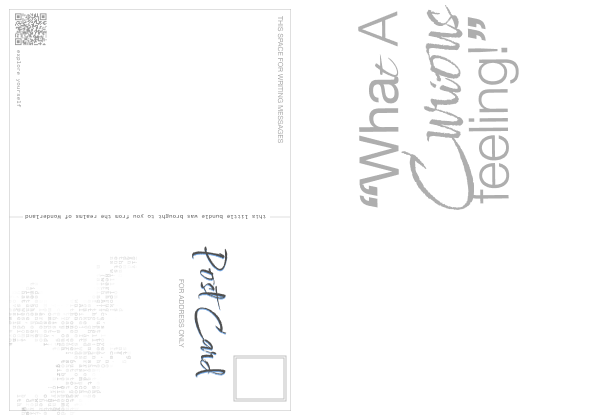 THIS SPACE FOR WRITING MESSAGES
explore yourself
this little bundle was brought to you from the realms of Wonderland
Post Card
FOR ADDRESS ONLY
“What A
Curious
feeling!”